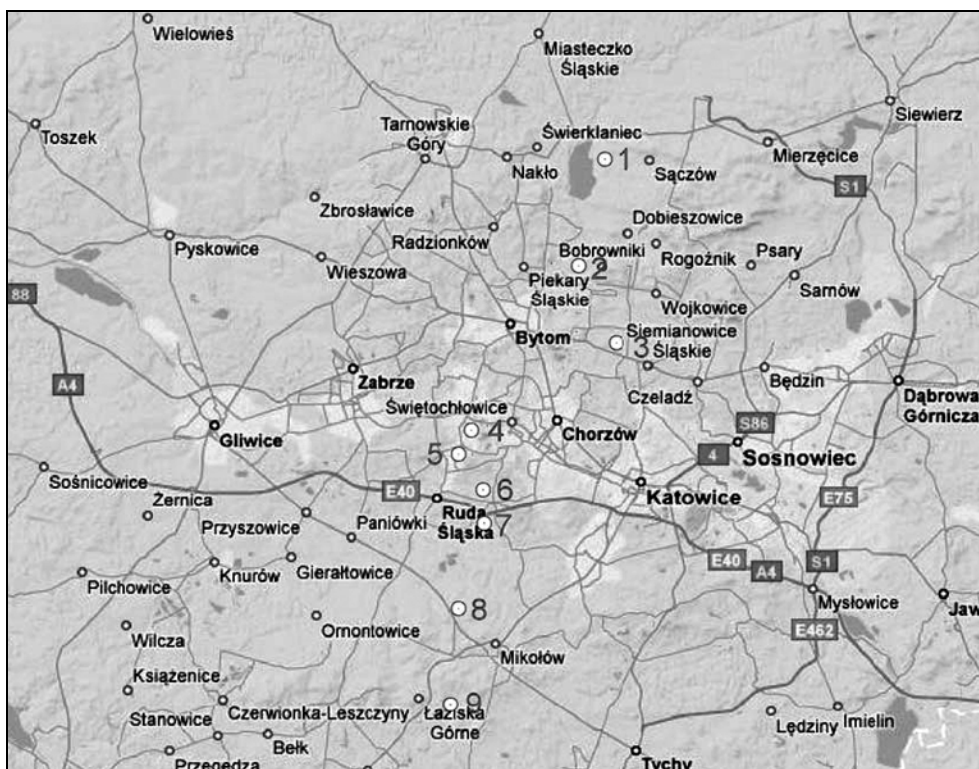 Wielowieś
Miasteczko
Śląskie
Siewierz
Toszek
Tarnowskie
Góry
Świerklaniec
Nakło
1
Sączów
Mierzęcice
S1
Zbrosławice
Radzionków
Dobieszowice
Pyskowice
Wieszowa
Bobrowniki
2
Piekary
Śląskie
Rogoźnik
Psary
Sarnów
Wojkowice
88
Bytom
3
Siemianowice
Śląskie
A4
Zabrze
Czeladź
Będzin
Dąbrowa
Górnicza
Świętochłowice
4
Chorzów
Gliwice
S86
5
4
Sosnowiec
Sośnicowice
E40
6
Katowice
E75
Żernica
Przyszowice
Paniówki
Ruda
Śląska
7
Pilchowice
Knurów
Gierałtowice
E40
A4
S1
Mysłowice
Jaw
8
Wilcza
Ornontowice
E462
Mikołów
Książenice
Stanowice
Czerwionka-Leszczyny
9
Łaziska
Górne
Lędziny
Imielin
Bełk
Przegędza
Tychy